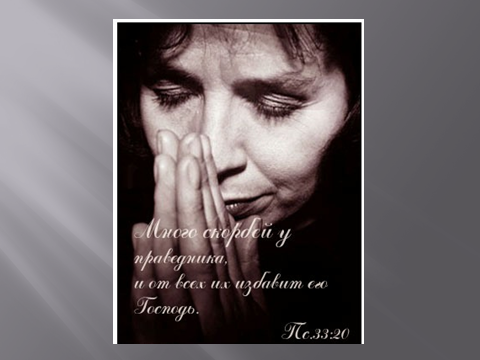 Много скорбей у
праведника,
и от всех их избавит его
Господь.
Пс.33:20